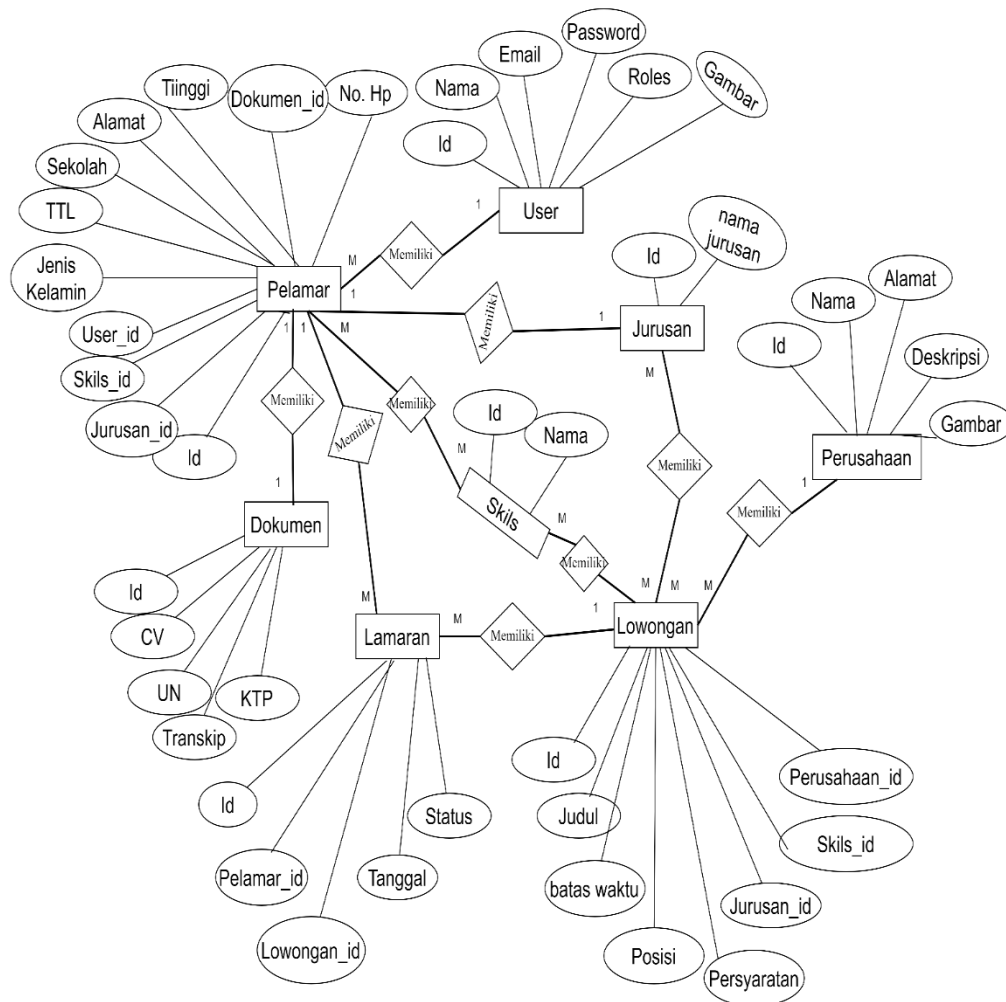 Password
Email
Gambar
Tiinggi
Dokumen_id
No. Hp
Nama
Roles
Alamat
Id
Sekolah
TTL
1
User
nama
jurusan
Memiliki
M
Id
Jenis
Kelamin
Pelamar
1
Alamat
Nama
User_id
1
1
M
Memiliki
1
Jurusan
Id
Deskripsi
Skils_id
Memiliki
Memiliki
Memiliki
M
Id
Nama
Gambar
Jurusan_id
Id
M
Memiliki
Perusahaan
1
1
Skils
Memiliki
Dokumen
M
Memiliki
Id
M
M
M
M
M
1
CV
Lamaran
Memiliki
Lowongan
UN
KTP
Transkip
Id
Perusahaan_id
Id
Status
Judul
Skils_id
Pelamar_id
Tanggal
batas waktu
Jurusan_id
Lowongan_id
Posisi
Persyaratan